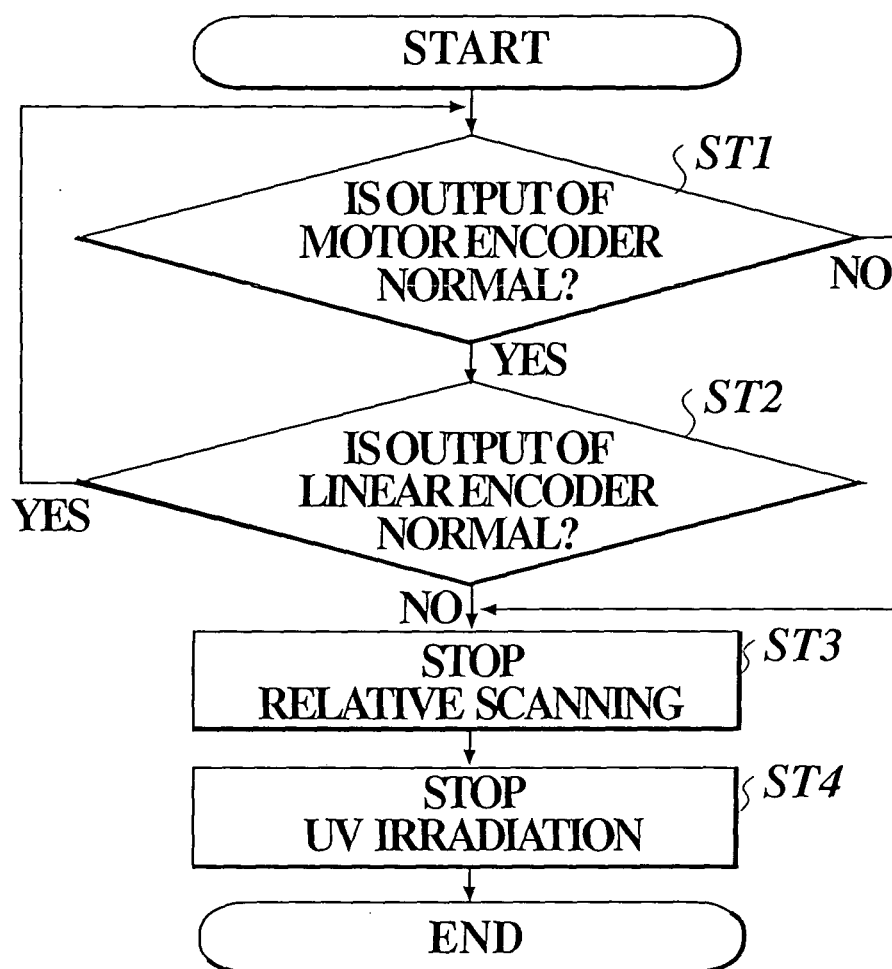 START
ST1
IS OUTPUT OF
MOTOR ENCODER
NORMAL?
NO
YES
ST2
IS OUTPUT OF
LINEAR ENCODER
NORMAL?
YES
NO
STOP
RELATIVE SCANNING
ST3
STOP
UV IRRADIATION
ST4
END